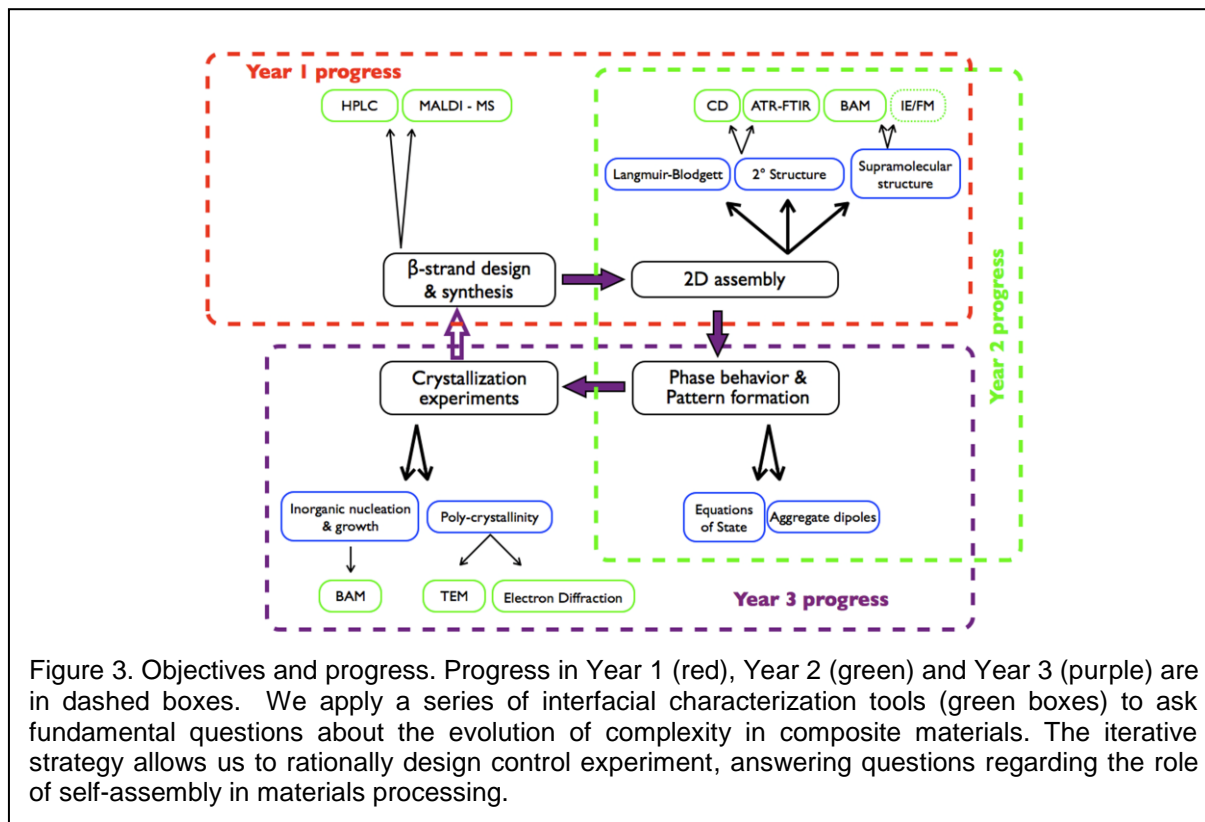 Year 1 progress
HPLC
MALDI - MS
CD
ATR-FTIR
BAM
IE/FM
Langmuir-Blodgett
2° Structure
Supramolecular
structure
β-strand design
& synthesis
2D assembly
Year 2 progress
Crystallization
experiments
Phase behavior &
Pattern formation
Inorganic nucleation
& growth
Poly-crystallinity
Equations
of State
Aggregate dipoles
BAM
TEM
Electron Diffraction
Year 3 progress
Figure 3. Objectives and progress. Progress in Year 1 (red), Year 2 (green) and Year 3 (purple) are
in dashed boxes. We apply a series of interfacial characterization tools (green boxes) to ask
fundamental questions about the evolution of complexity in composite materials. The iterative
strategy allows us to rationally design control experiment, answering questions regarding the role
of self-assembly in materials processing.